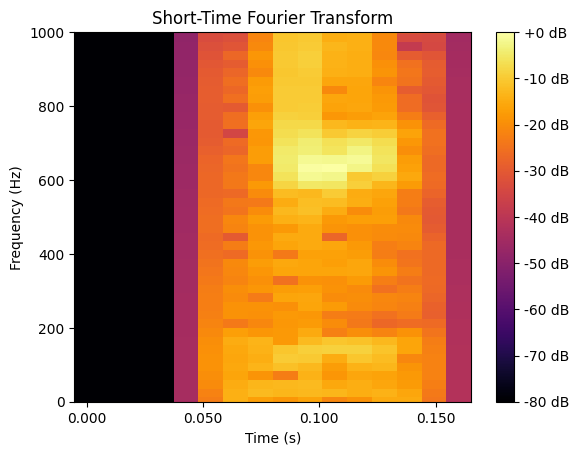 Short-Time Fourier Transform
1000
800
600
400
200
0
Frequency (Hz)
0.000
0.050
0.100
0.150
Time (s)
+0 dB
-10 dB
-20 dB
-30 dB
-40 dB
-50 dB
-60 dB
-70 dB
-80 dB